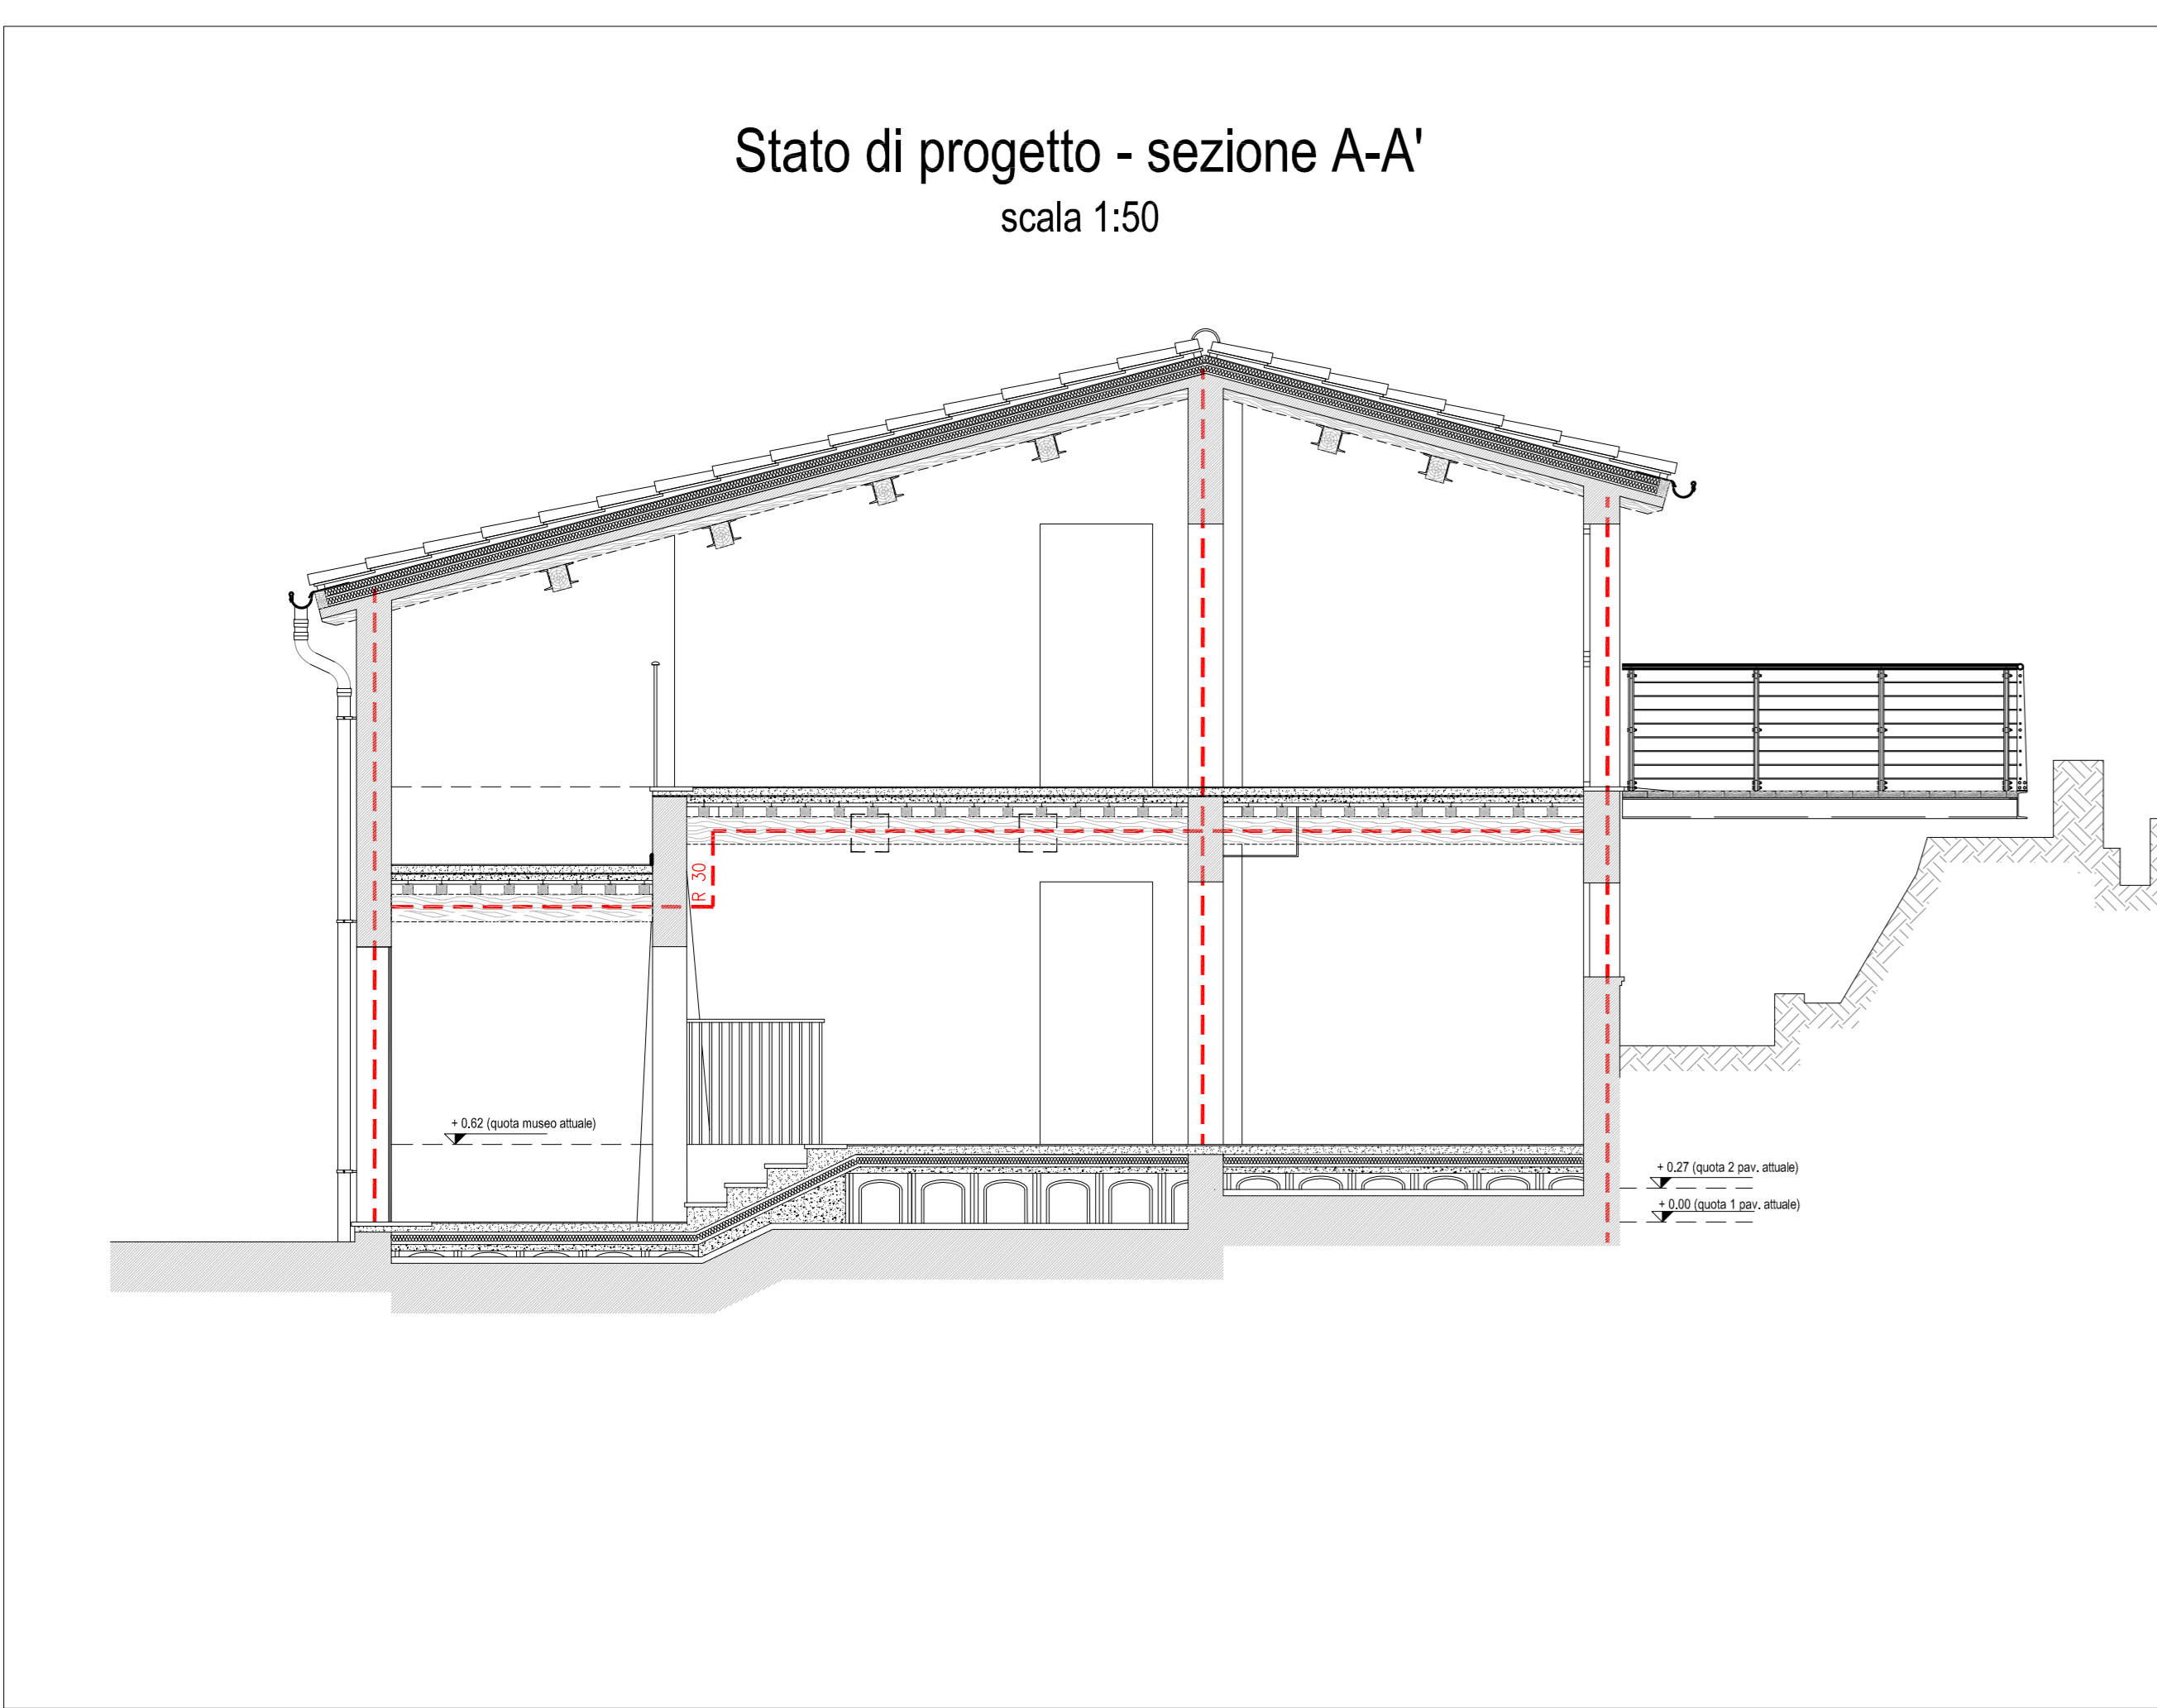 Stato di progetto - sezione A-A'
scala 1:50
R 30
+ 0.62 (quota museo attuale)
+ 0.27 (quota 2 pav. attuale)
+ 0.00 (quota 1 pav. attuale)